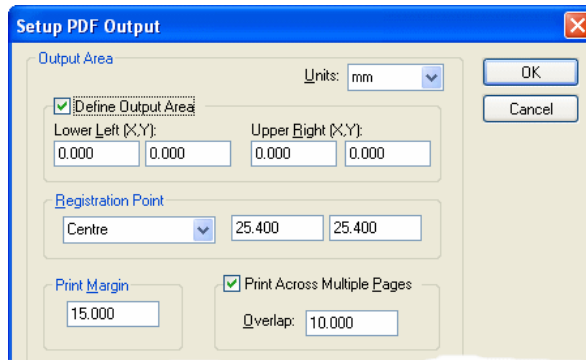 Setup PDF Output
Output Area
Units: mm
OK
Define Output Area
Cancel
Lower Left (X,Y): Upper Right (X,Y):
0.000 0.000 0.000 0.000
Registration Point
Centre 25.400 25.400
Print Margin Print Across Multiple Pages
15.000 Overlap: 10.000